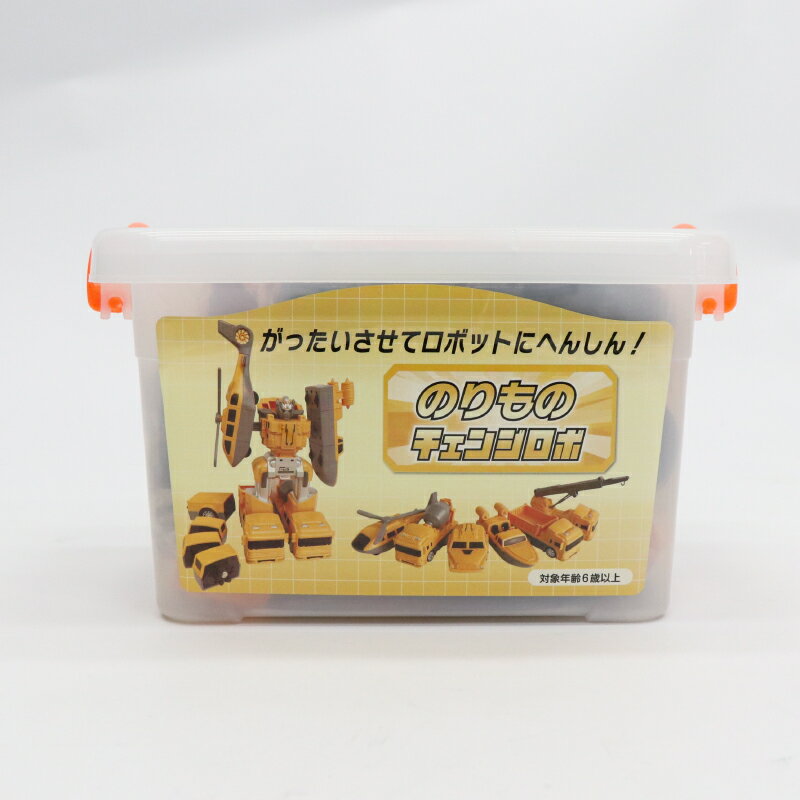 がったいさせてロボットにへんしん!
のりもの
チェンジロボ
対象年齢6歳以上